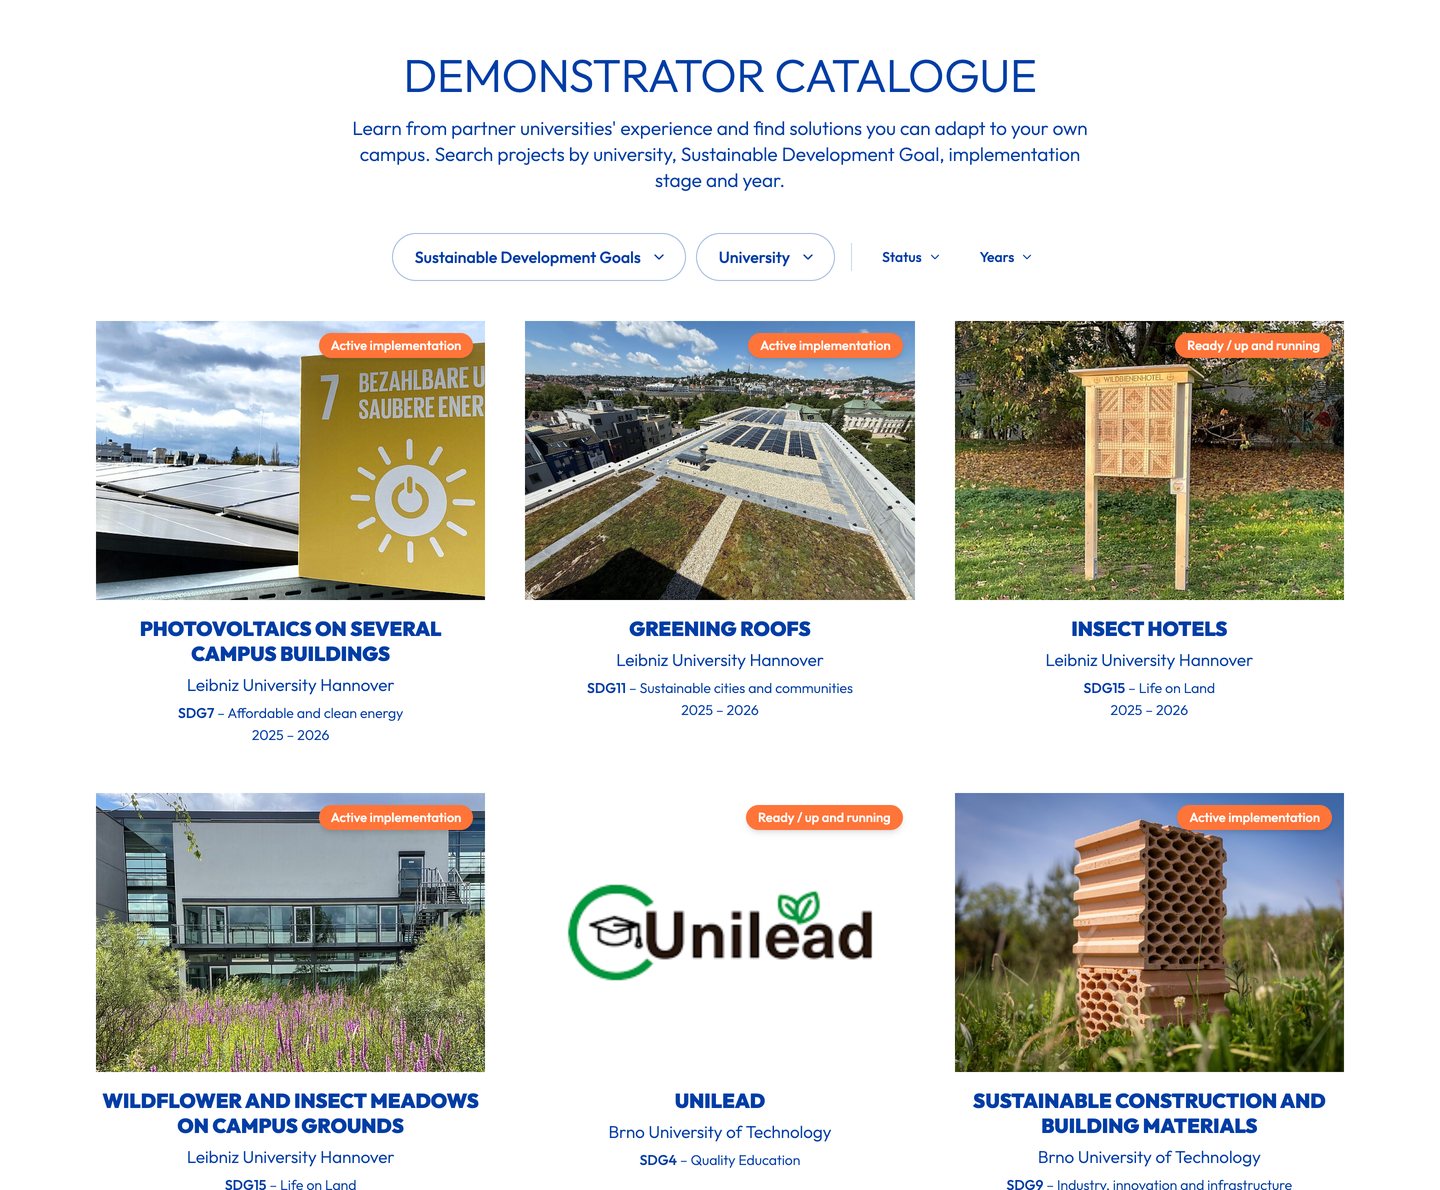 DEMONSTRATOR CATALOGUE
Learn from partner universities' experience and find solutions you can adapt to your own
campus. Search projects by university, Sustainable Development Goal, implementation
stage and year.
Sustainable Development Goals
University
Status
Years
Active implementation
7 BEZAHLBARE U
SAUBERE ENER
PHOTOVOLTAICS ON SEVERAL
CAMPUS BUILDINGS
Leibniz University Hannover
SDG7 – Affordable and clean energy
2025 – 2026
Active implementation
GREENING ROOFS
Leibniz University Hannover
SDG11 – Sustainable cities and communities
2025 – 2026
Ready / up and running
WILDBIENENHOTEL
INSECT HOTELS
Leibniz University Hannover
SDG15 – Life on Land
2025 – 2026
Active implementation
WILDFLOWER AND INSECT MEADOWS
ON CAMPUS GROUNDS
Leibniz University Hannover
SDG15 – Life on Land
Ready / up and running
Unilead
UNILEAD
Brno University of Technology
SDG4 – Quality Education
Active implementation
SUSTAINABLE CONSTRUCTION AND
BUILDING MATERIALS
Brno University of Technology
SDG9 – Industry, innovation and infrastructure